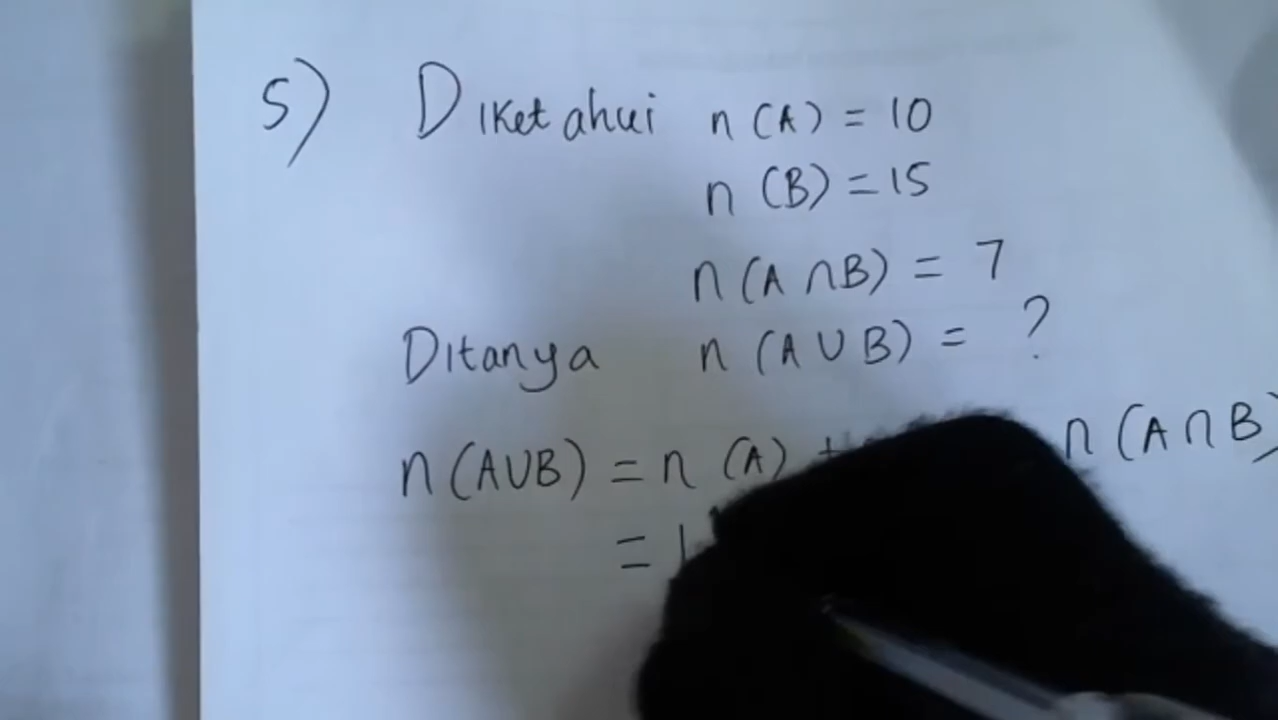 5) Diketahui n (A) = 10
n (B) = 15
n (A ∩ B) = 7
Ditanya n (A ∪ B) = ?
n (A∪B) = n (A) + n (A ∩ B)
= 1